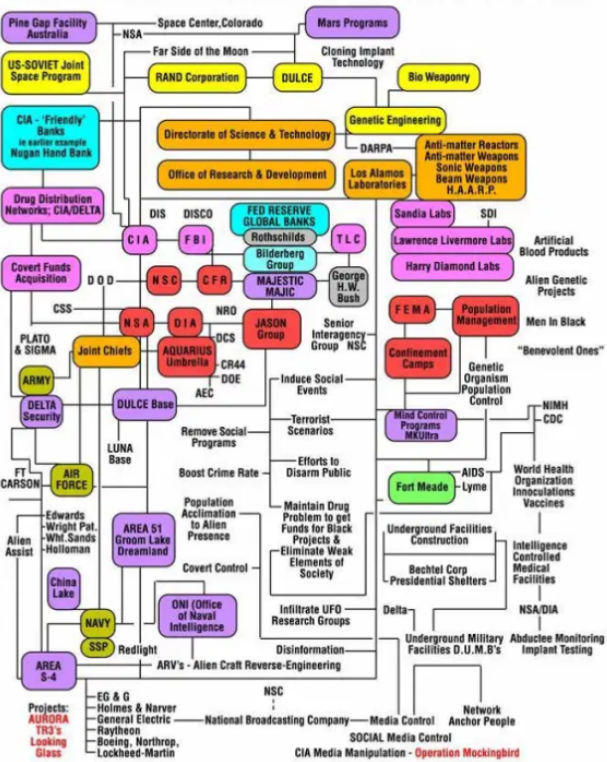 Pine Gap Facility
Australia
Space Center,Colorado
NSA
Mars Programs
Far Side of the Moon
Cloning Implant
Technology
US-SOVIET Joint
Space Program
RAND Corporation
DULCE
Bio Weaponry
CIA - 'Friendly'
Banks
ie earlier example
Nugan Hand Bank
Genetic Engineering
Directorate of Science & Technology
DARPA
Anti-matter Reactors
Anti-matter Weapons
Sonic Weapons
Beam Weapons
H.A.A.R.P.
Office of Research & Development
Los Alamos
Laboratories
Drug Distribution
Networks; CIA/DELTA
DIS
DISCO
FED RESERVE
GLOBAL BANKS
Rothschilds
Bilderberg
Group
Sandia Labs
SDI
CIA
FBI
TLC
Lawrence Livermore Labs
Artificial
Blood Products
Harry Diamond Labs
Covert Funds
Acquisition
DOD
NSC
CFR
MAJESTIC
MAJIC
George
H.W.
Bush
Alien Genetic
Projects
CSS
NRO
NSA
DIA
JASON
Group
Senior
Interagency
Group NSC
FEMA
Population
Management
Men In Black
PLATO
& SIGMA
Joint Chiefs
AQUARIUS
Umbrella
DCS
CR44
DOE
AEC
Confinement
Camps
"Benevolent Ones"
Genetic
Organism
Population
Control
ARMY
DELTA
Security
DULCE Base
Induce Social
Events
Mind Control
Programs
MKUltra
NIMH
CDC
Remove Social
Programs
Terrorist
Scenarios
LUNA
Base
Boost Crime Rate
Efforts to
Disarm Public
FT
CARSON
AIR
FORCE
Fort Meade
AIDS
Lyme
World Health
Organization
Innoculations
Vaccines
Edwards
Wright Pat.
Wht.Sands
Holloman
Alien
Assist
AREA 51
Groom Lake
Dreamland
Population
Acclimation
to Alien
Presence
Maintain Drug
Problem to get
Funds for Black
Projects &
Eliminate Weak
Elements of
Society
Underground Facilities
Construction
Bechtel Corp
Presidential Shelters
Intelligence
Controlled
Medical
Facilities
Covert Control
China
Lake
ONI (Office
of Naval
Intelligence
NAVY
Infiltrate UFO
Research Groups
Delta
NSA/DIA
SSP
Redlight
Disinformation
Underground Military
Facilities D.U.M.B's
Abductee Monitoring
Implant Testing
AREA
S-4
ARV's - Alien Craft Reverse-Engineering
NSC
Projects:
AURORA
TR3's
Looking
Glass
EG & G
Holmes & Narver
General Electric
Raytheon
Boeing, Northrop,
Lockheed-Martin
National Broadcasting Company
Media Control
Network
Anchor People
SOCIAL Media Control
CIA Media Manipulation - Operation Mockingbird